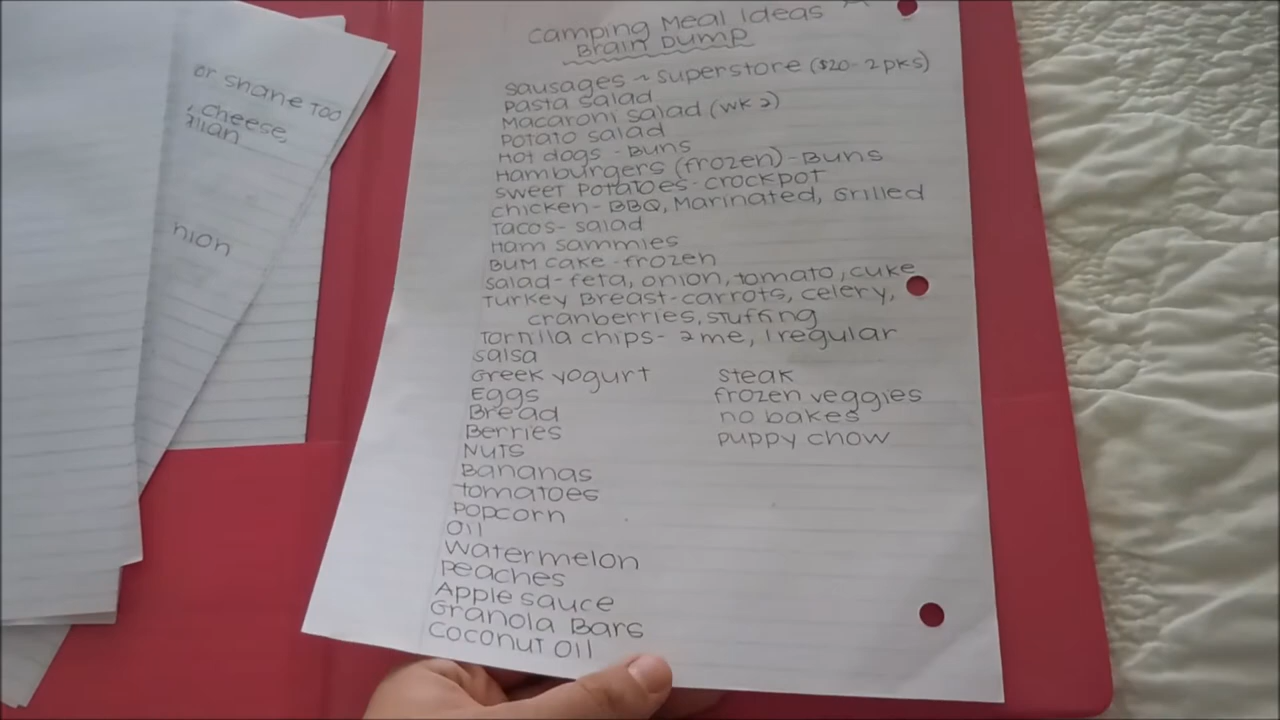 or shane Too
, cheese,
nion
Camping Meal Ideas
Brain Dump
Sausages ~ Superstore ($20 - 2 pks)
Pasta salad
Macaroni salad (wk 2)
Potato salad
Hot dogs - Buns
Hamburgers (frozen) - Buns
Sweet Potatoes - crockpot
chicken - BBQ, Marinated, Grilled
Tacos - salad
Ham sammies
BUM cake - frozen
salad - feta, onion, tomato, cuke
Turkey Breast - carrots, celery,
cranberries, stuffing
Tortilla chips - 2 me, 1 regular
salsa
Greek yogurt
Eggs
Bread
Berries
Nuts
Bananas
tomatoes
Popcorn
Oil
Watermelon
Peaches
Apple sauce
Granola Bars
Coconut Oil
steak
frozen veggies
no bakes
puppy chow